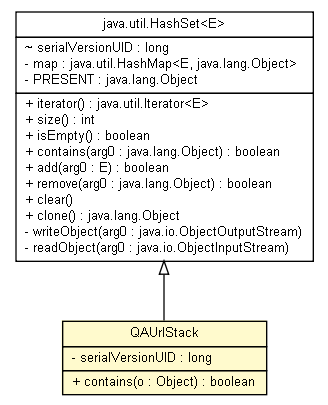 java.util.HashSet<E>
~ serialVersionUID : long
- map : java.util.HashMap<E, java.lang.Object>
- PRESENT : java.lang.Object
+ iterator() : java.util.Iterator<E>
+ size() : int
+ isEmpty() : boolean
+ contains(arg0 : java.lang.Object) : boolean
+ add(arg0 : E) : boolean
+ remove(arg0 : java.lang.Object) : boolean
+ clear()
+ clone() : java.lang.Object
- writeObject(arg0 : java.io.ObjectOutputStream)
- readObject(arg0 : java.io.ObjectInputStream)
QAUrlStack
- serialVersionUID : long
+ contains(o : Object) : boolean